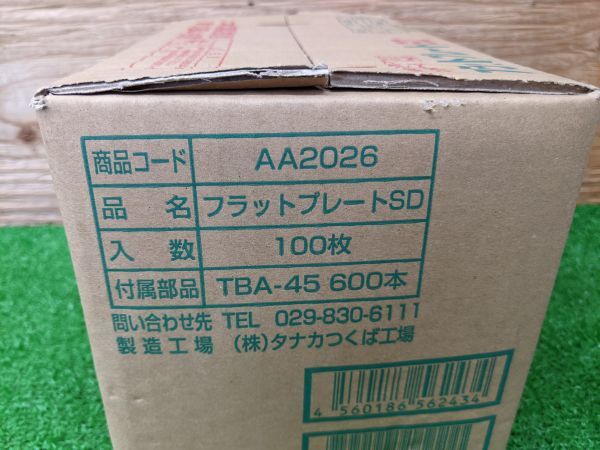 商品コード AA2026
品名 フラットプレートSD
入数 100枚
付属部品 TBA-45 600本
問い合わせ先 TEL 029-830-6111
製造工場 (株)タナカつくば工場
4 560186 562434